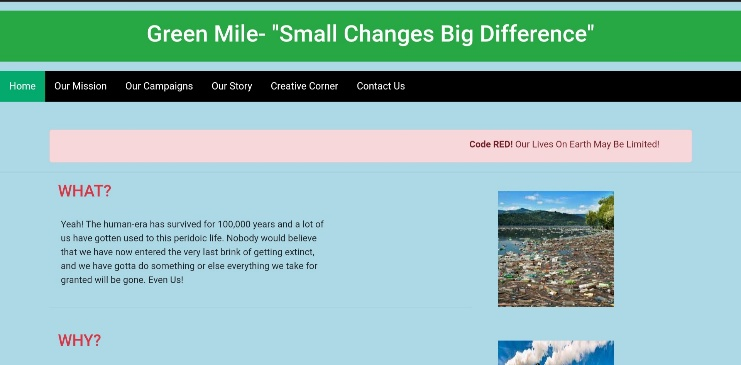 Green Mile- "Small Changes Big Difference"
Home Our Mission Our Campaigns Our Story Creative Corner Contact Us
Code RED! Our Lives On Earth May Be Limited!
WHAT?
Yeah! The human-era has survived for 100,000 years and a lot of
us have gotten used to this peridoic life. Nobody would believe
that we have now entered the very last brink of getting extinct,
and we have gotta do something or else everything we take for
granted will be gone. Even Us!
WHY?